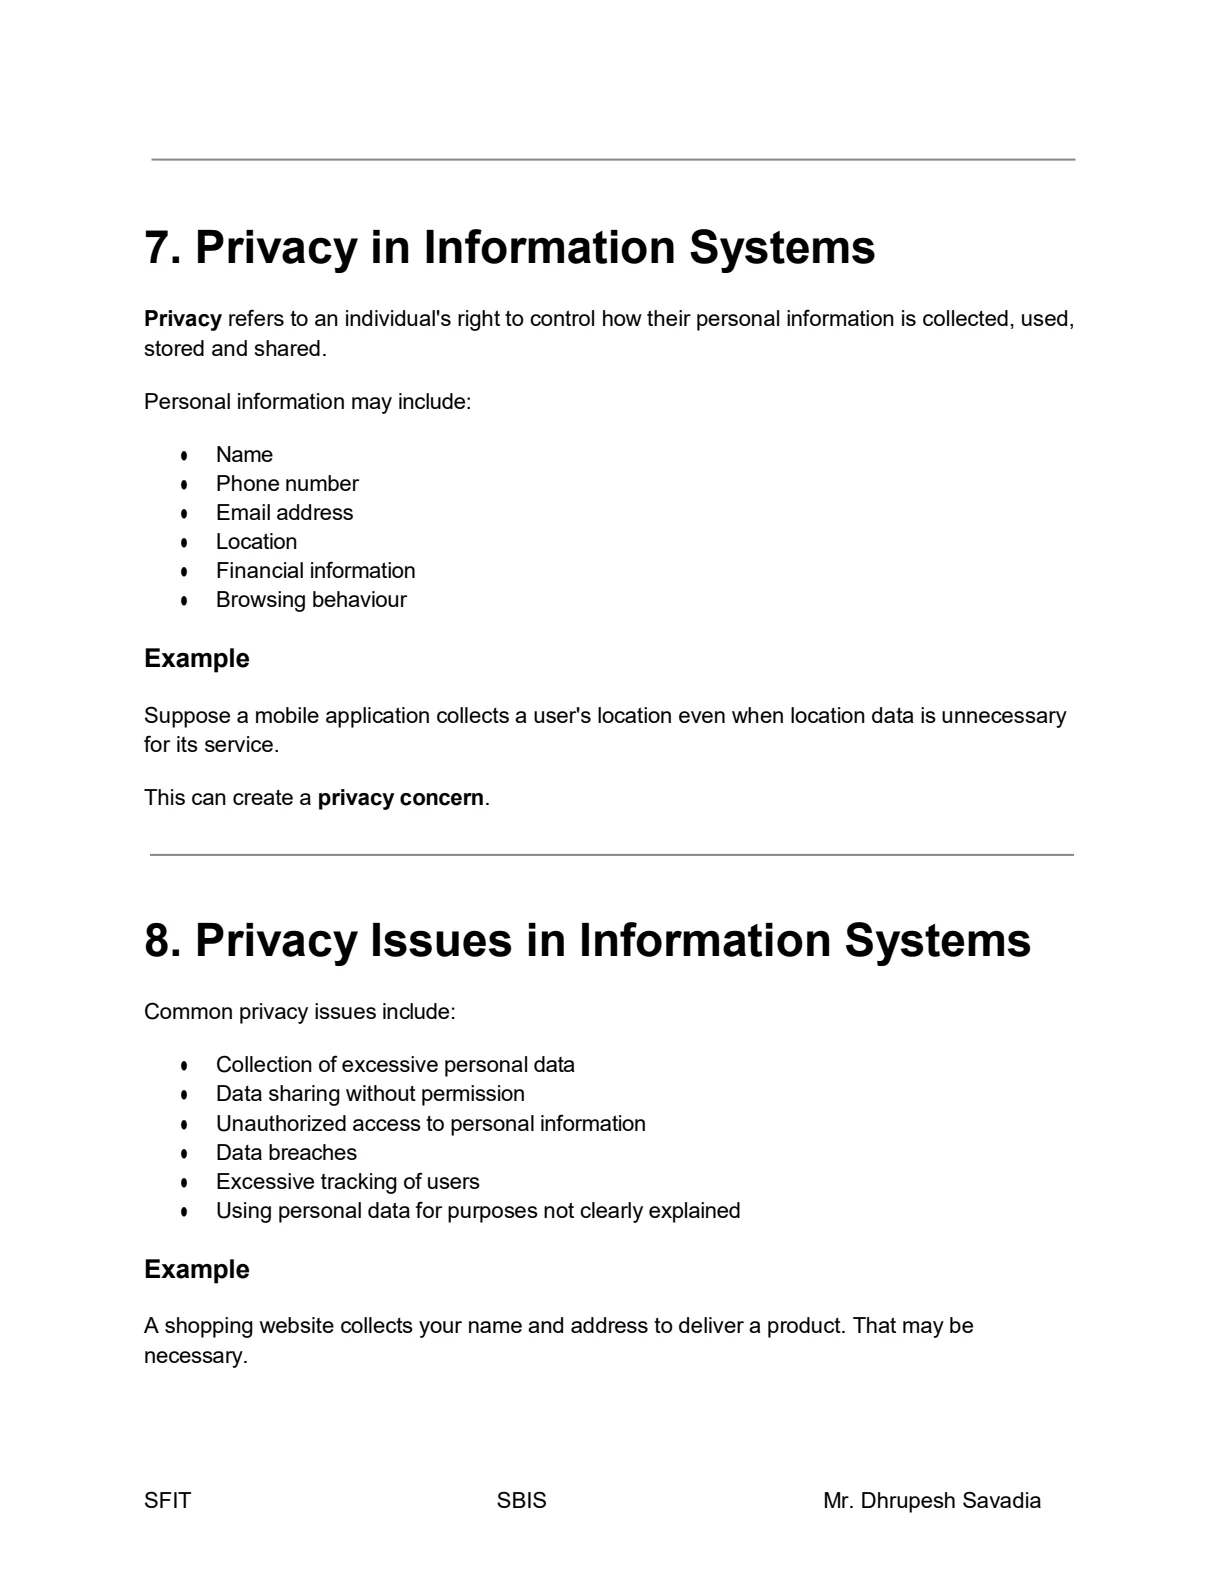 7. Privacy in Information Systems
Privacy refers to an individual's right to control how their personal information is collected, used,
stored and shared.
Personal information may include:
• Name
• Phone number
• Email address
• Location
• Financial information
• Browsing behaviour
Example
Suppose a mobile application collects a user's location even when location data is unnecessary
for its service.
This can create a privacy concern.
8. Privacy Issues in Information Systems
Common privacy issues include:
• Collection of excessive personal data
• Data sharing without permission
• Unauthorized access to personal information
• Data breaches
• Excessive tracking of users
• Using personal data for purposes not clearly explained
Example
A shopping website collects your name and address to deliver a product. That may be
necessary.
SFIT SBIS Mr. Dhrupesh Savadia